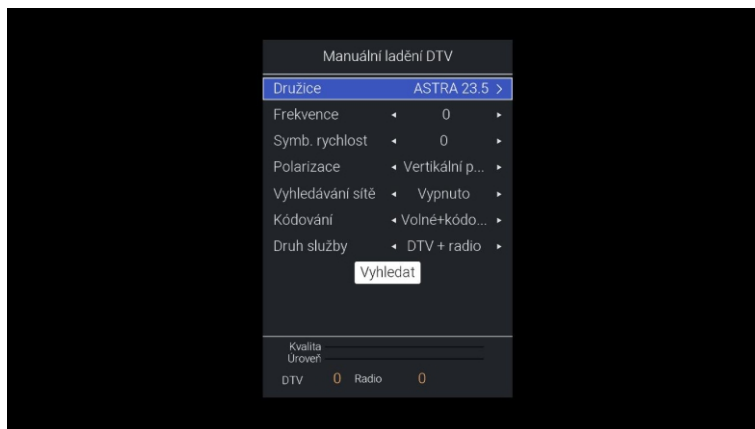 Manuální ladění DTV
Družice ASTRA 23.5 >
Frekvence ◂ 0 ▸
Symb. rychlost ◂ 0 ▸
Polarizace ◂ Vertikální p... ▸
Vyhledávání sítě ◂ Vypnuto ▸
Kódování ◂ Volné+kódo... ▸
Druh služby ◂ DTV + radio ▸
Vyhledat
Kvalita
Úroveň
DTV 0 Radio 0